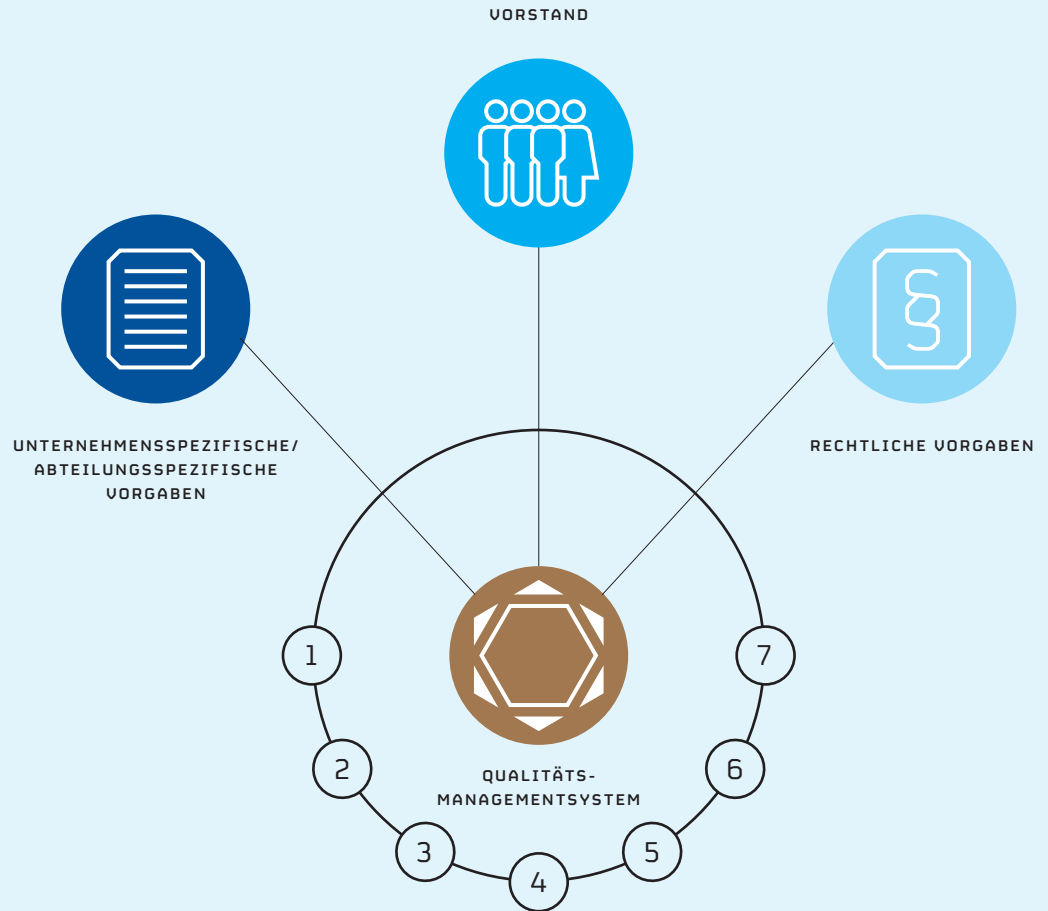 VORSTAND
UNTERNEHMENSSPEZIFISCHE/
ABTEILUNGSSPEZIFISCHE
VORGABEN
RECHTLICHE VORGABEN
§
1
7
2
6
QUALITÄTS-
MANAGEMENTSYSTEM
3
5
4